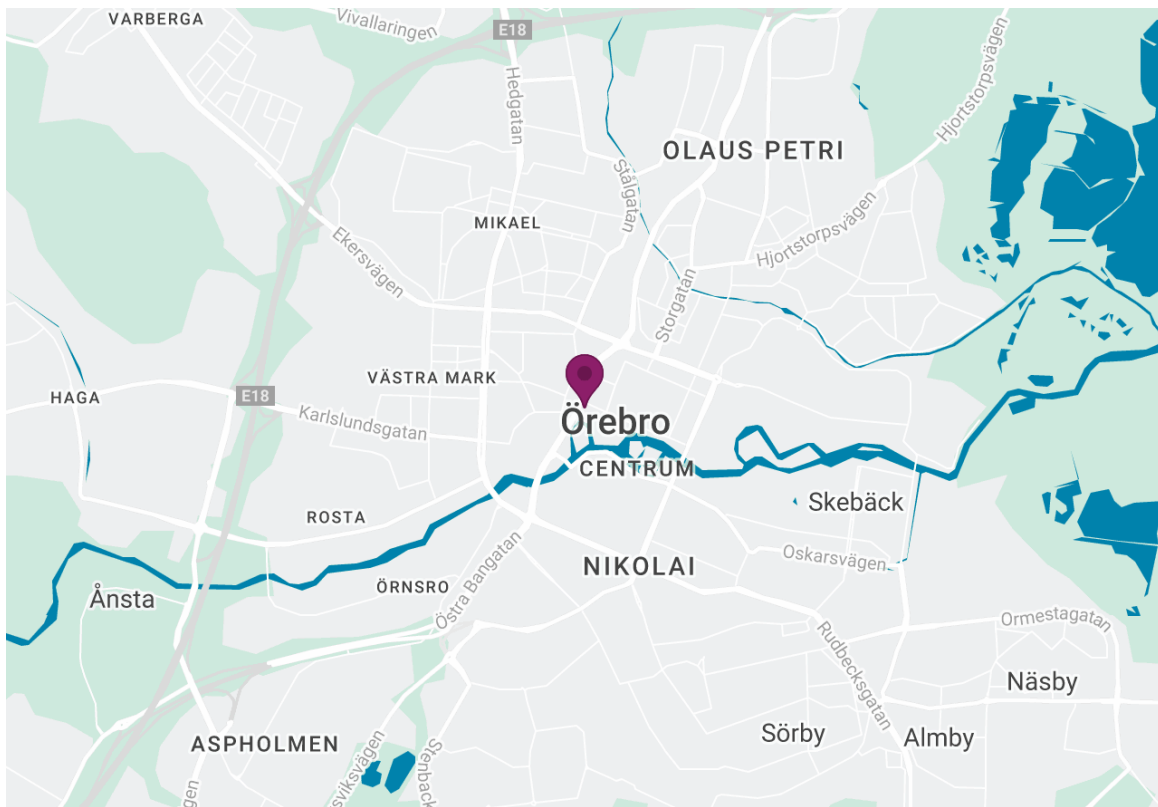 VARBERGA
Vivallaringen
E18
Hedgatan
Hjortstorpsvägen
OLAUS PETRI
Stålgatan
MIKAEL
Ekersvägen
Hjortstorpsvägen
Storgatan
VÄSTRA MARK
HAGA
E18
Karlslundsgatan
Örebro
CENTRUM
Skebäck
ROSTA
Oskarsvägen
NIKOLAI
Östra Bangatan
ÖRNSRO
Ånsta
Ormestagatan
Rudbecksgatan
Näsby
Sörby
Almby
ASPHOLMEN